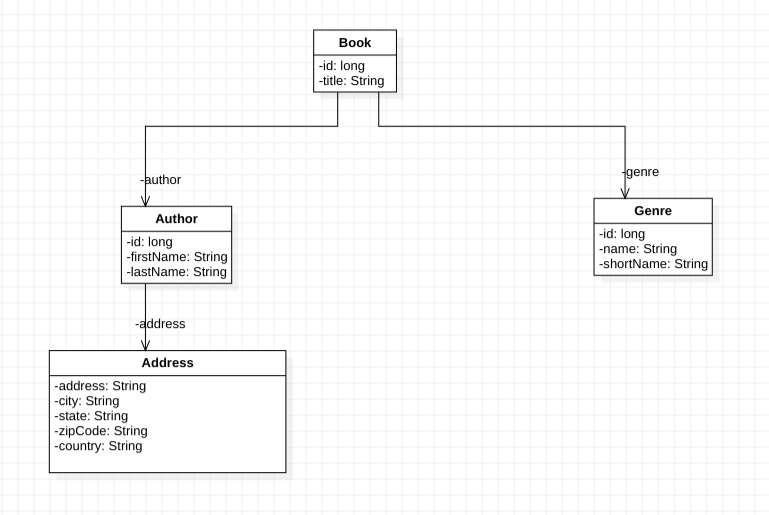 Book
-id: long
-title: String
-author
-genre
Author
-id: long
-firstName: String
-lastName: String
Genre
-id: long
-name: String
-shortName: String
-address
Address
-address: String
-city: String
-state: String
-zipCode: String
-country: String